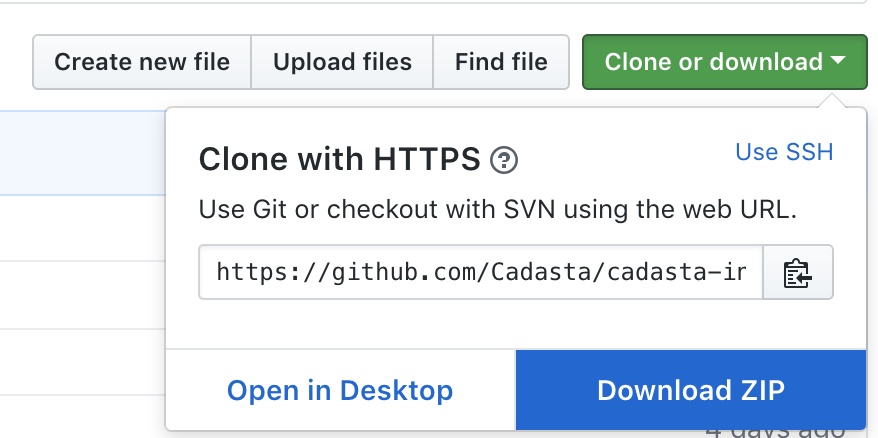 Create new file Upload files Find file Clone or download
Clone with HTTPS Use SSH
Use Git or checkout with SVN using the web URL.
https://github.com/Cadasta/cadasta-in
Open in Desktop Download ZIP
4 days ago